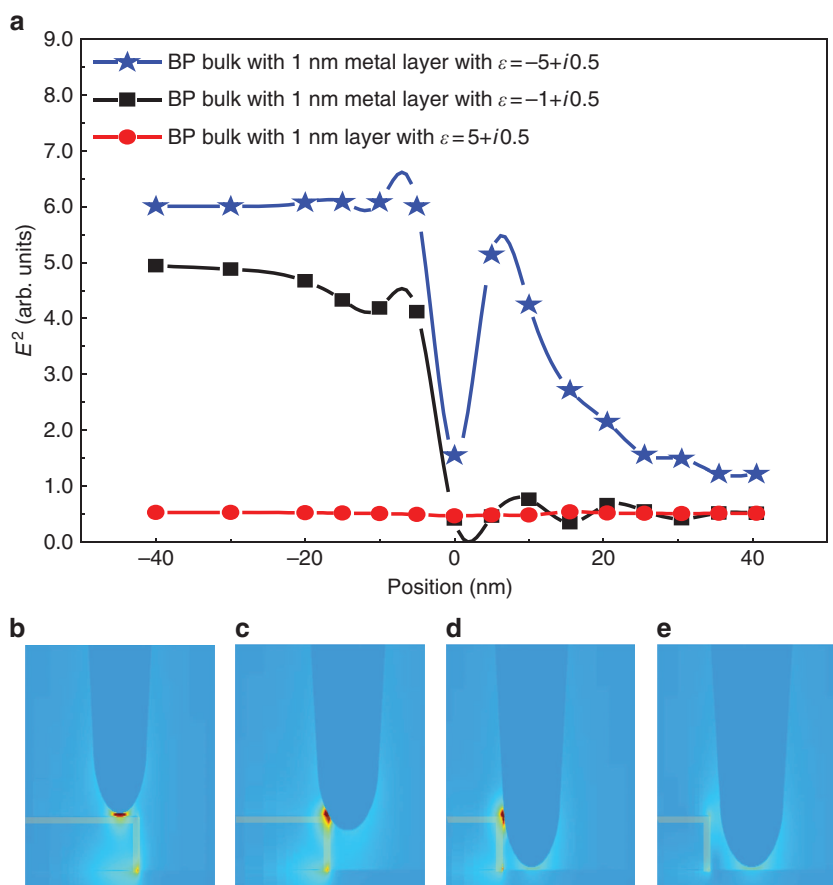 a
9.0
8.0
7.0
6.0
5.0
4.0
3.0
2.0
1.0
0.0
E² (arb. units)
BP bulk with 1 nm metal layer with ε=−5+i0.5
BP bulk with 1 nm metal layer with ε=−1+i0.5
BP bulk with 1 nm layer with ε=5+i0.5
−40 −20 0 20 40
Position (nm)
b c d e